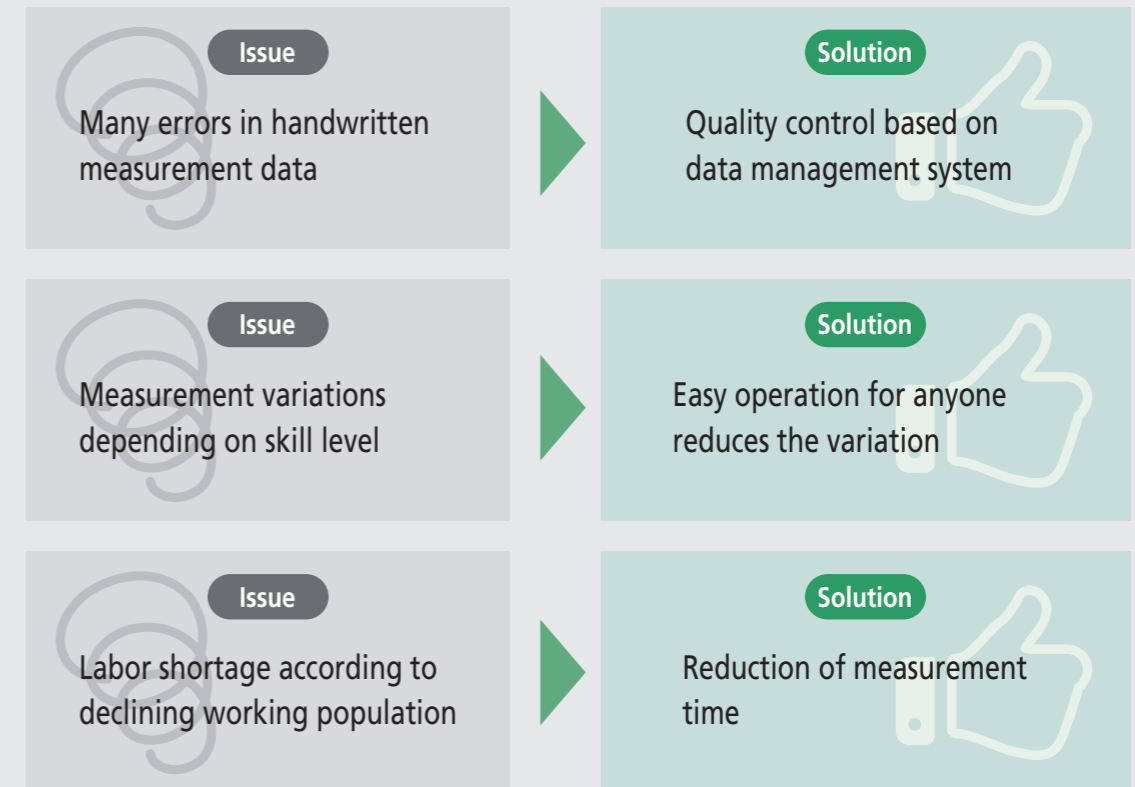 Issue
Many errors in handwritten
measurement data
Solution
Quality control based on
data management system
Issue
Measurement variations
depending on skill level
Solution
Easy operation for anyone
reduces the variation
Issue
Labor shortage according to
declining working population
Solution
Reduction of measurement
time